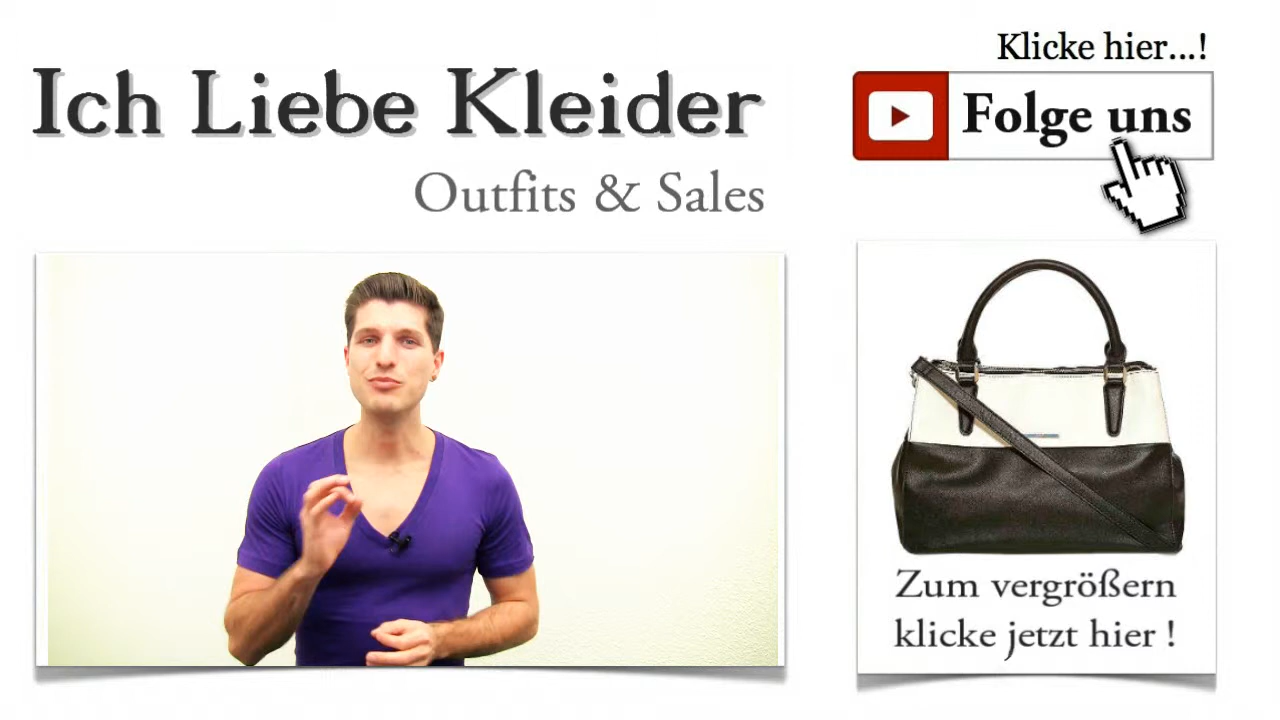 Ich Liebe Kleider
Outfits & Sales
Klicke hier...!
Folge uns
Zum vergrößern
klicke jetzt hier !